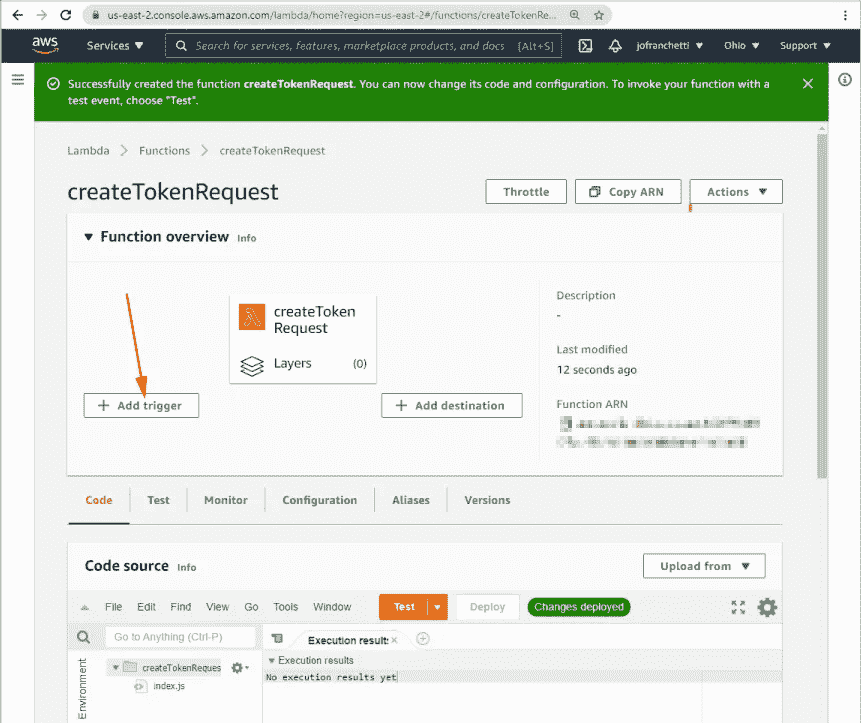 us-east-2.console.aws.amazon.com/lambda/home?region=us-east-2#/functions/createTokenRe...
aws Services ▼ Search for services, features, marketplace products, and docs [Alt+S] jofranchetti ▼ Ohio ▼ Support ▼
Successfully created the function createTokenRequest. You can now change its code and configuration. To invoke your function with a
test event, choose "Test".
Lambda > Functions > createTokenRequest
createTokenRequest
Throttle Copy ARN Actions ▼
▼ Function overview Info
createToken
Request
Layers (0)
+ Add trigger
+ Add destination
Description
-
Last modified
12 seconds ago
Function ARN
Code Test Monitor Configuration Aliases Versions
Code source Info
Upload from ▼
File Edit Find View Go Tools Window Test Deploy Changes deployed
Go to Anything (Ctrl-P)
Execution result:
Environment
createTokenReques
index.js
Execution results
No execution results yet